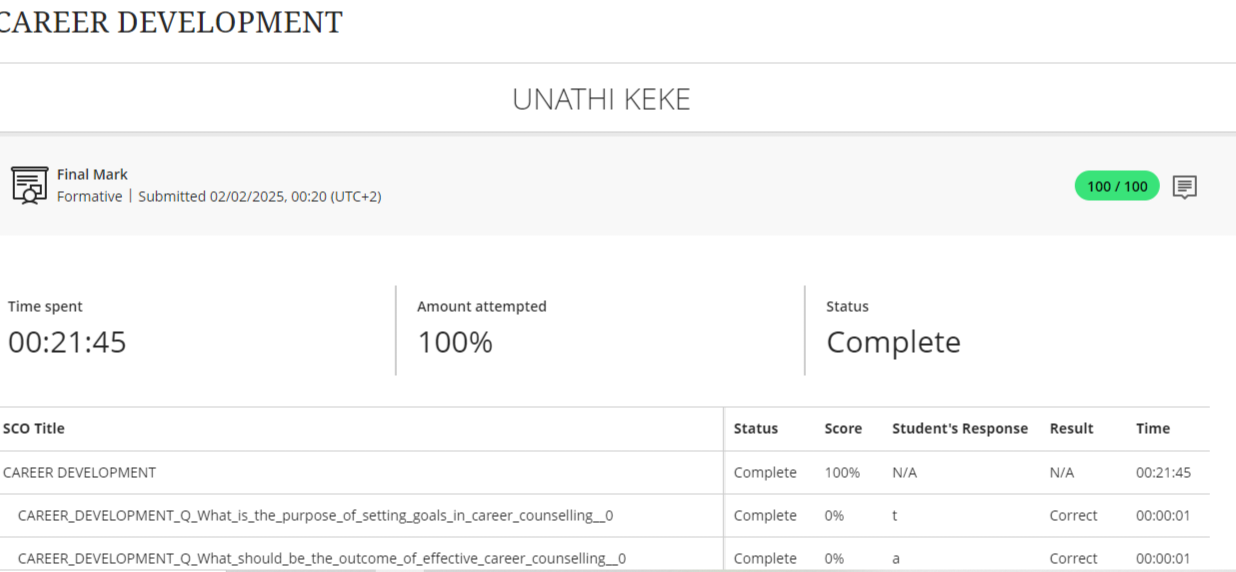 CAREER DEVELOPMENT
UNATHI KEKE
Final Mark
Formative | Submitted 02/02/2025, 00:20 (UTC+2)
100 / 100
Time spent
00:21:45
Amount attempted
100%
Status
Complete
SCO Title Status Score Student's Response Result Time
CAREER DEVELOPMENT Complete 100% N/A N/A 00:21:45
CAREER_DEVELOPMENT_Q_What_is_the_purpose_of_setting_goals_in_career_counselling__0 Complete 0% t Correct 00:00:01
CAREER_DEVELOPMENT_Q_What_should_be_the_outcome_of_effective_career_counselling__0 Complete 0% a Correct 00:00:01